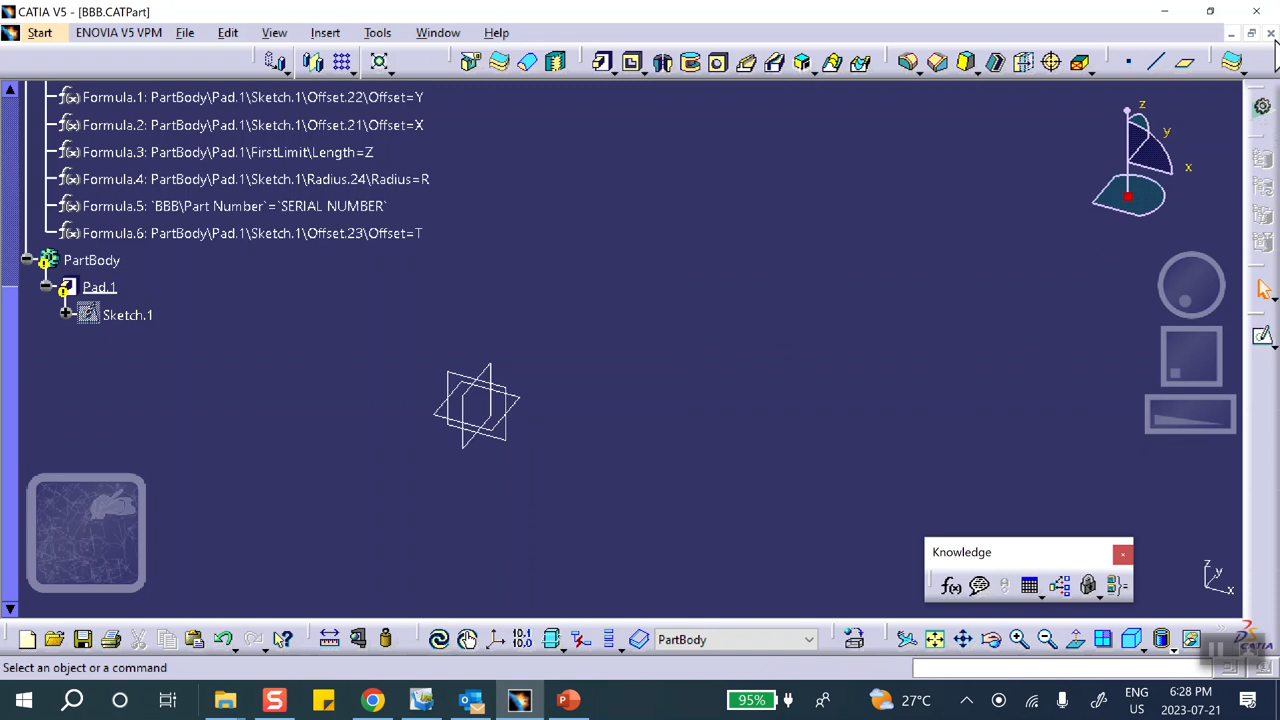 CATIA V5 - [BBB.CATPart]
Start ENOVIA V5 VPM File Edit View Insert Tools Window Help
Formula.1: PartBody\Pad.1\Sketch.1\Offset.22\Offset=Y
Formula.2: PartBody\Pad.1\Sketch.1\Offset.21\Offset=X
Formula.3: PartBody\Pad.1\FirstLimit\Length=Z
Formula.4: PartBody\Pad.1\Sketch.1\Radius.24\Radius=R
Formula.5: `BBB\Part Number`=`SERIAL NUMBER`
Formula.6: PartBody\Pad.1\Sketch.1\Offset.23\Offset=T
PartBody
Pad.1
Sketch.1
z
y
x
Knowledge
f(x)
z y
x
10.1
10.0
PartBody
Select an object or a command
95%
27°C
ENG
US
6:28 PM
2023-07-21